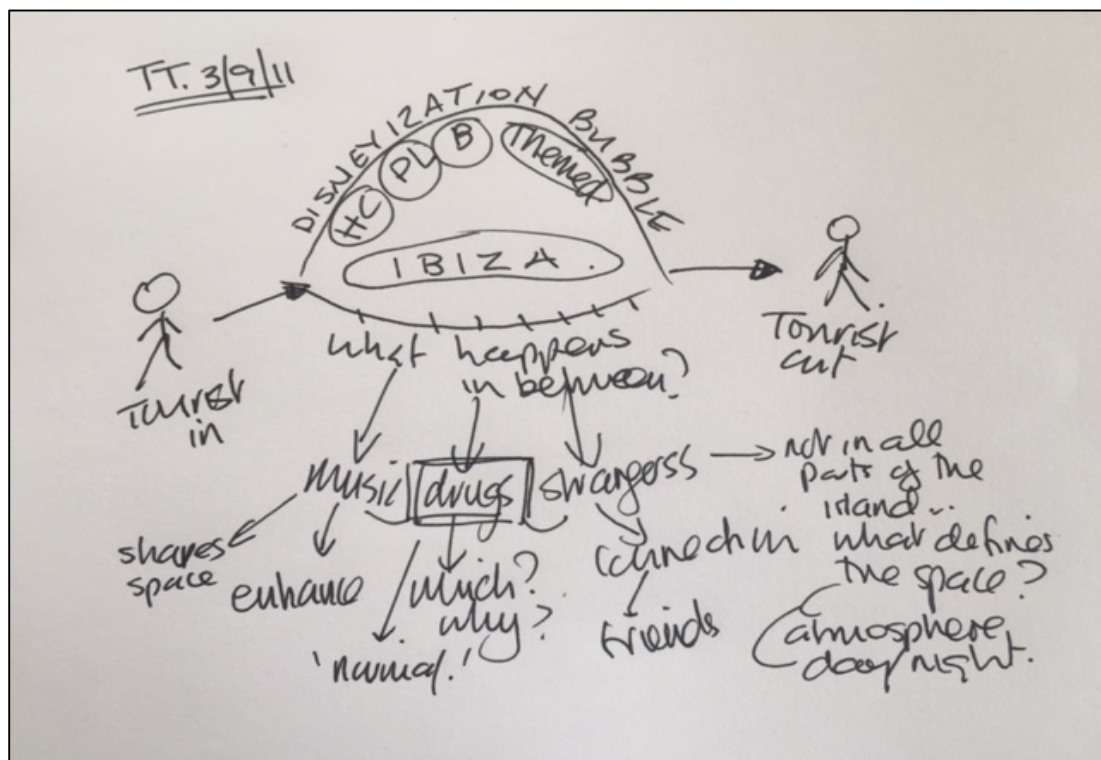 TT. 3/9/11
DISNEYIZATION BUBBLE
HC PL B Themed
IBIZA.
Tourist
in
Tourist
out
what happens
in between?
music drugs strangerss
not in all
parts of the
island...
what defines
the space?
atmosphere
day night.
shares
space
enhance
'normal.'
which?
why?
connection
friends